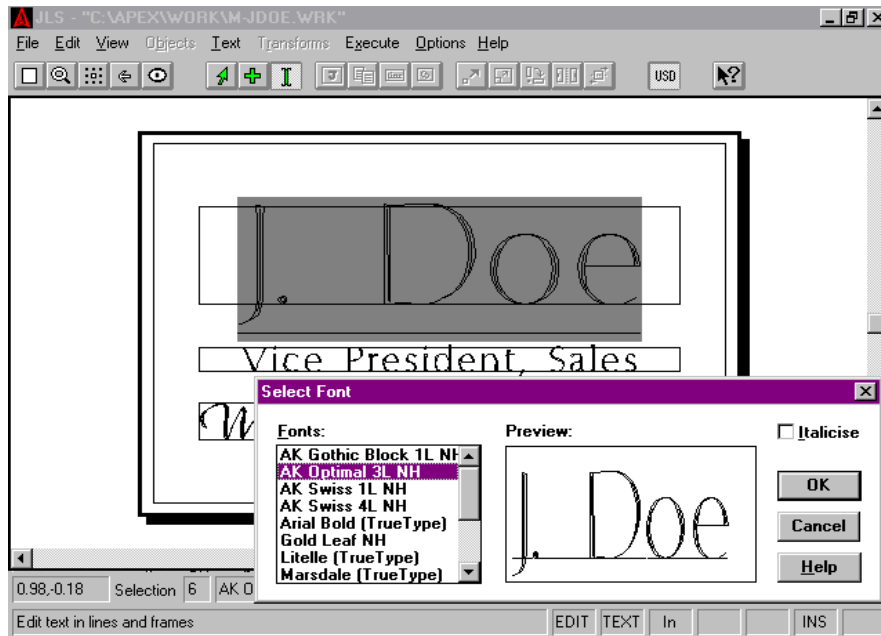 JLS - "C:\APEX\WORK\M-JDOE.WRK"
File Edit View Objects Text Transforms Execute Options Help
USD
J. Doe
Vice President, Sales
Select Font
Fonts:
Preview:
Italicise
AK Gothic Block 1L NH
AK Optimal 3L NH
AK Swiss 1L NH
AK Swiss 4L NH
Arial Bold (TrueType)
Gold Leaf NH
Litelle (TrueType)
Marsdale (TrueType)
J. Doe
OK
Cancel
Help
0.98,-0.18 Selection 6 AK O
Edit text in lines and frames EDIT TEXT In INS